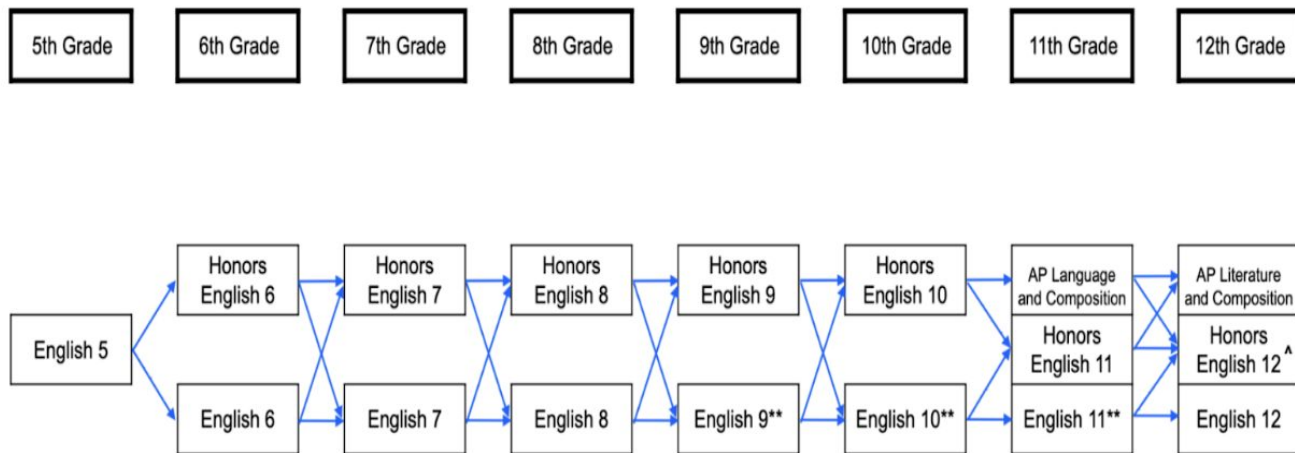 5th Grade
6th Grade
7th Grade
8th Grade
9th Grade
10th Grade
11th Grade
12th Grade
English 5
Honors
English 6
English 6
Honors
English 7
English 7
Honors
English 8
English 8
Honors
English 9
English 9**
Honors
English 10
English 10**
AP Language
and Composition
Honors
English 11
English 11**
AP Literature
and Composition
Honors
English 12 ^
English 12